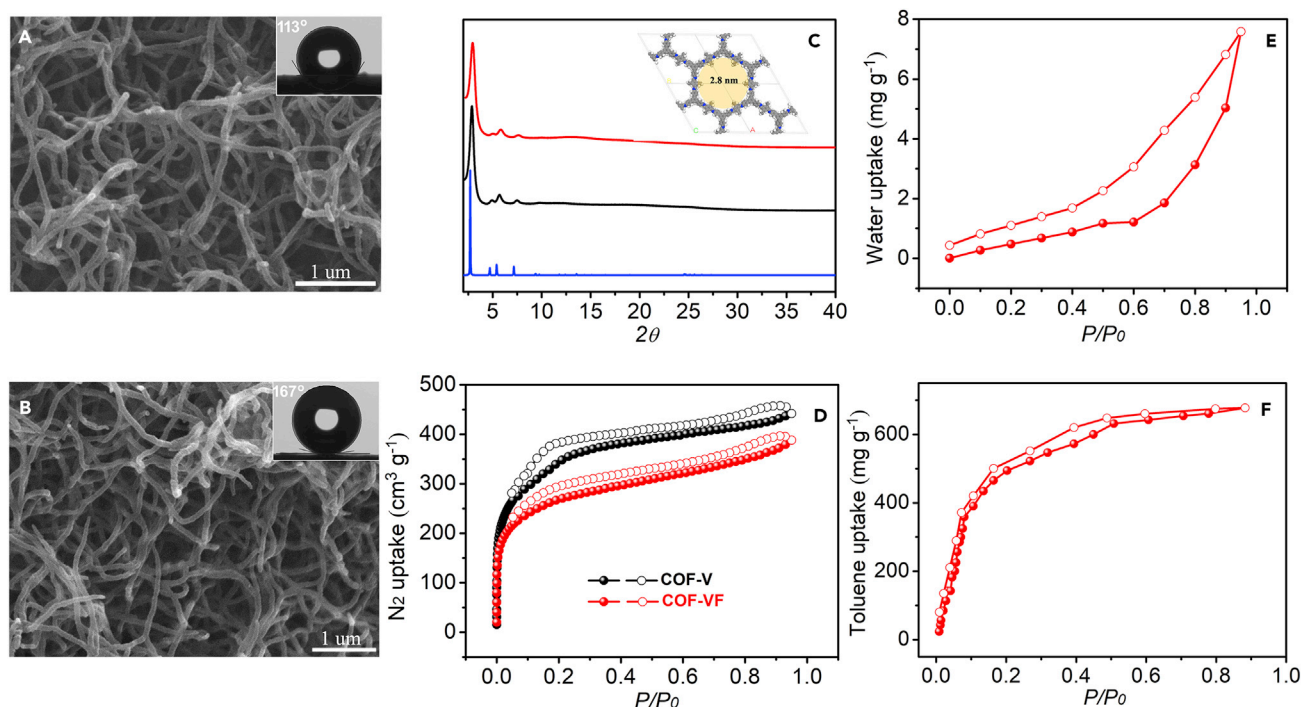 A
113°
1 um
B
167°
1 um
C
2.8 nm
C
A
5 10 15 20 25 30 35 40
2θ
D
500
400
300
200
100
0
N2 uptake (cm3 g-1)
COF-V
COF-VF
0.0 0.2 0.4 0.6 0.8 1.0
P/P0
E
8
6
4
2
0
Water uptake (mg g-1)
0.0 0.2 0.4 0.6 0.8 1.0
P/P0
F
600
400
200
0
Toluene uptake (mg g-1)
0.0 0.2 0.4 0.6 0.8 1.0
P/P0